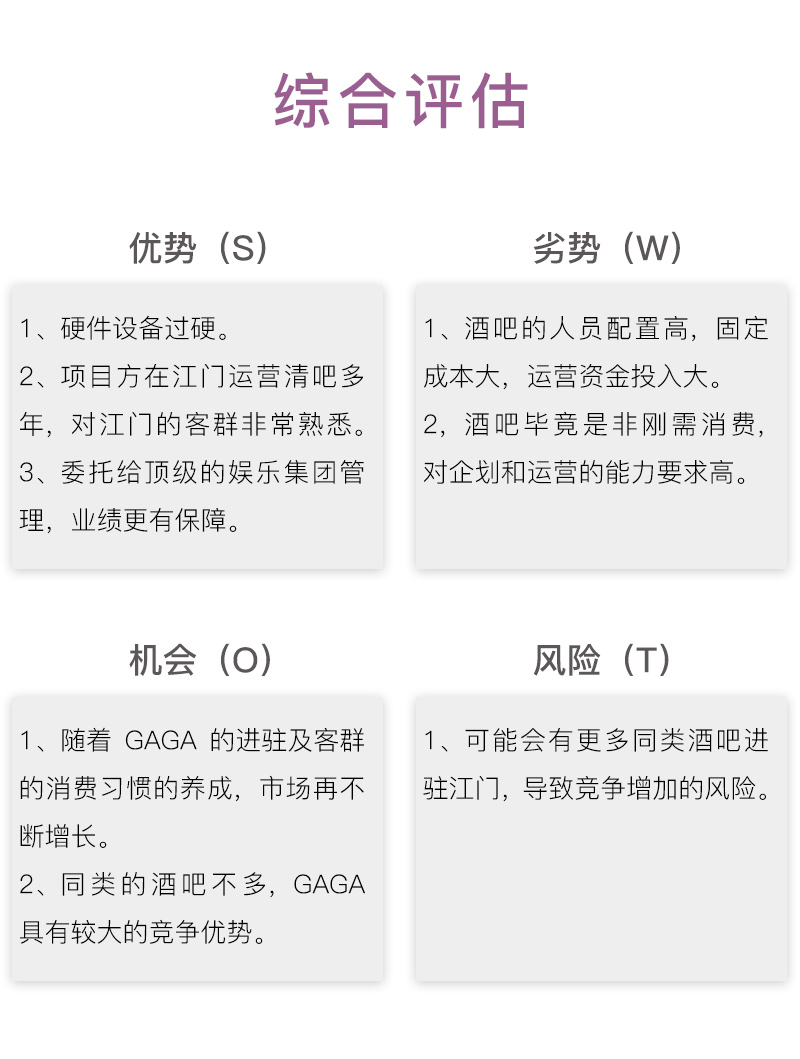 综合评估
优势（S）
1、硬件设备过硬。
2、项目方在江门运营清吧多
年，对江门的客群非常熟悉。
3、委托给顶级的娱乐集团管
理，业绩更有保障。
劣势（W）
1、酒吧的人员配置高，固定
成本大，运营资金投入大。
2，酒吧毕竟是非刚需消费，
对企划和运营的能力要求高。
机会（O）
1、随着 GAGA 的进驻及客群
的消费习惯的养成，市场再不
断增长。
2、同类的酒吧不多，GAGA
具有较大的竞争优势。
风险（T）
1、可能会有更多同类酒吧进
驻江门，导致竞争增加的风险。